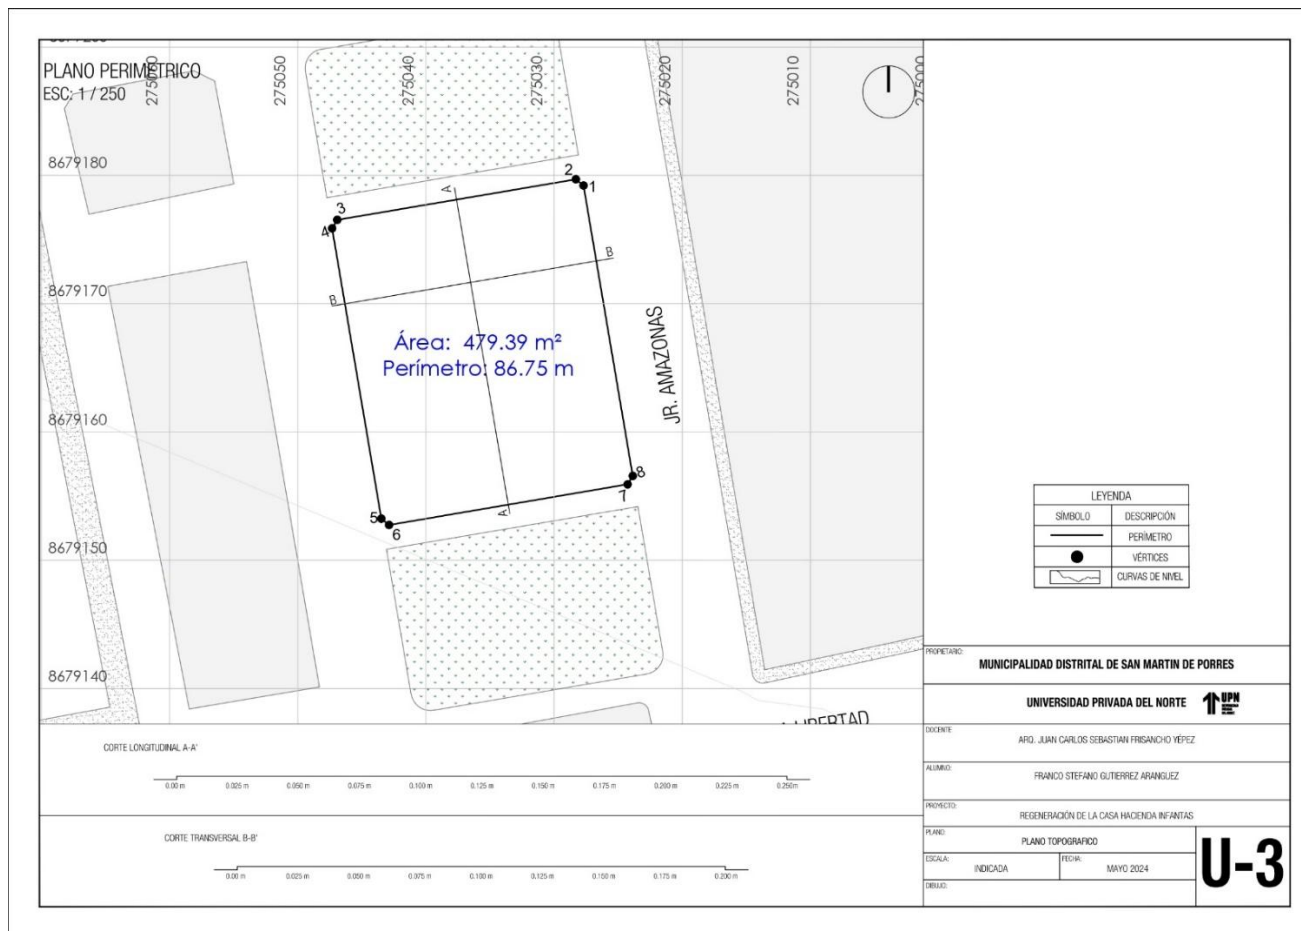 PLANO PERIMETRICO
ESC: 1 / 250
275060
275050
275040
275030
275020
275010
275000
8679180
8679170
8679160
8679150
8679140
2
1
3
4
A
B
B
Área: 479.39 m²
Perímetro: 86.75 m
JR. AMAZONAS
8
7
5
6
A
LIBERTAD
LEYENDA
SÍMBOLO DESCRIPCIÓN
PERÍMETRO
VÉRTICES
CURVAS DE NIVEL
PROPIETARIO:
MUNICIPALIDAD DISTRITAL DE SAN MARTIN DE PORRES
UNIVERSIDAD PRIVADA DEL NORTE UPN
DOCENTE
ARQ. JUAN CARLOS SEBASTIAN FRISANCHO YÉPEZ
ALUMNO:
FRANCO STEFANO GUTIERREZ ARANGUEZ
PROYECTO:
REGENERACIÓN DE LA CASA HACIENDA INFANTAS
PLANO:
PLANO TOPOGRAFICO
ESCALA:
INDICADA
FECHA:
MAYO 2024
DIBUJO:
U-3
CORTE LONGITUDINAL A-A'
0.00 m 0.025 m 0.050 m 0.075 m 0.100 m 0.125 m 0.150 m 0.175 m 0.200 m 0.225 m 0.250m
CORTE TRANSVERSAL B-B'
0.00 m 0.025 m 0.050 m 0.075 m 0.100 m 0.125 m 0.150 m 0.175 m 0.200 m